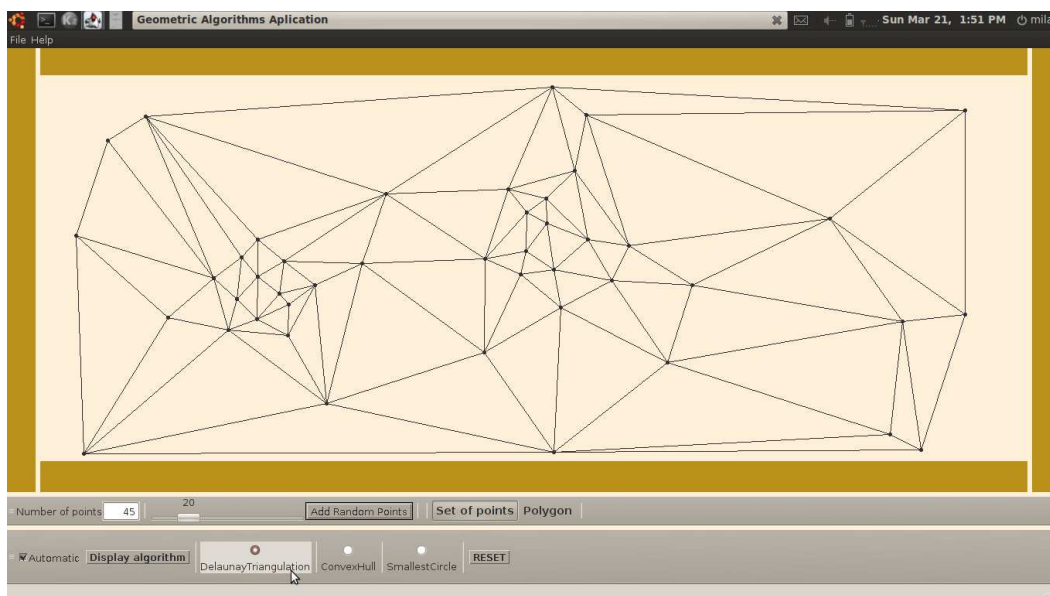 Geometric Algorithms Aplication
Sun Mar 21, 1:51 PM mila
File Help
Number of points 45 20 Add Random Points Set of points Polygon
Automatic Display algorithm DelaunayTriangulation ConvexHull SmallestCircle RESET